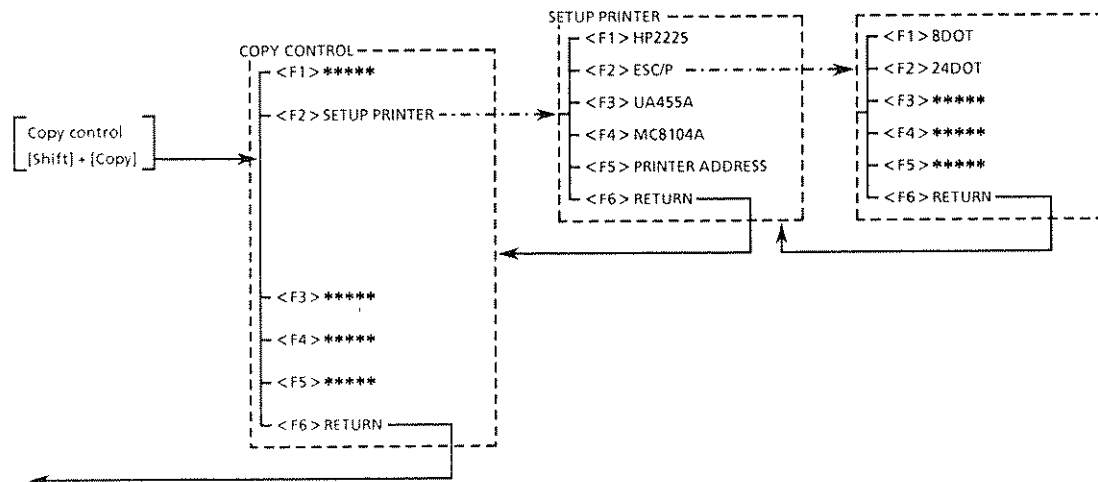 Copy control
[Shift] + [Copy]
COPY CONTROL
<F1> *****
<F2> SETUP PRINTER
<F3> *****
<F4> *****
<F5> *****
<F6> RETURN
SETUP PRINTER
<F1> HP2225
<F2> ESC/P
<F3> UA455A
<F4> MC8104A
<F5> PRINTER ADDRESS
<F6> RETURN
<F1> 8DOT
<F2> 24DOT
<F3> *****
<F4> *****
<F5> *****
<F6> RETURN